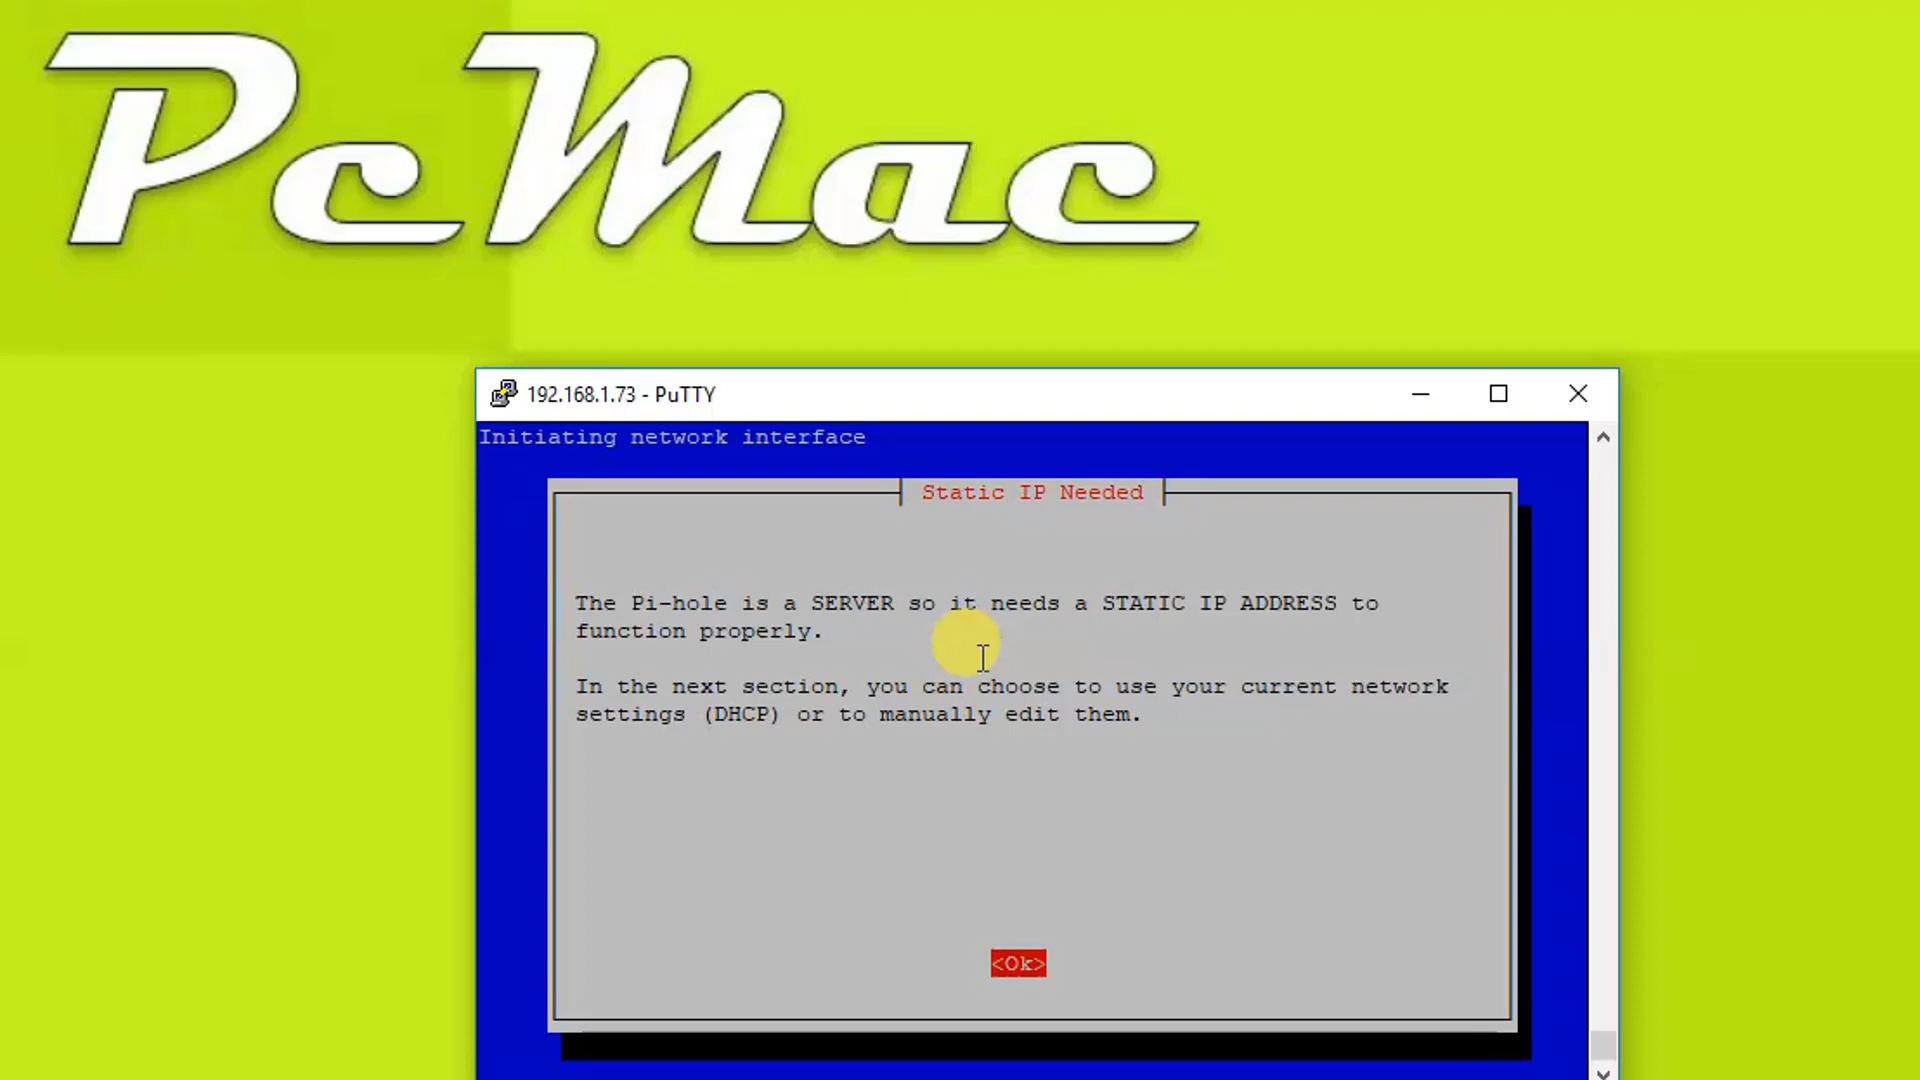 PcMac
192.168.1.73 - PuTTY
Initiating network interface
Static IP Needed
The Pi-hole is a SERVER so it needs a STATIC IP ADDRESS to
function properly.
In the next section, you can choose to use your current network
settings (DHCP) or to manually edit them.
<Ok>